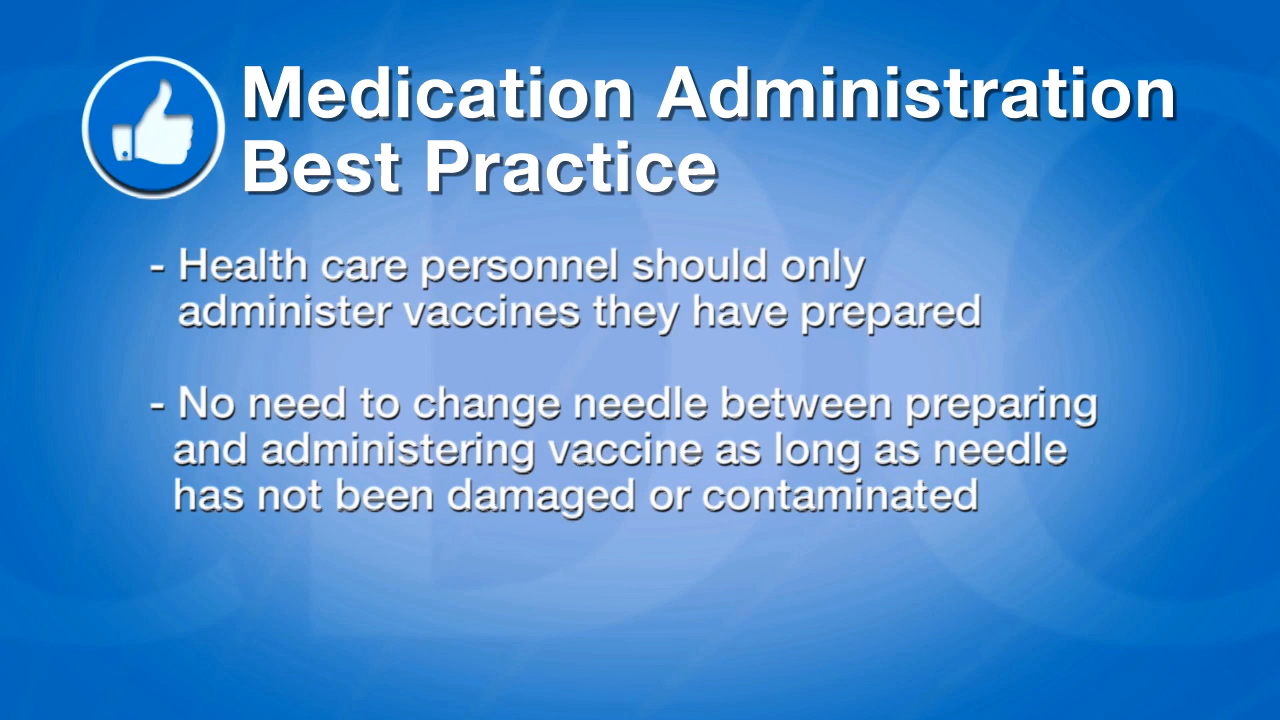 Medication Administration
Best Practice
- Health care personnel should only
administer vaccines they have prepared
- No need to change needle between preparing
and administering vaccine as long as needle
has not been damaged or contaminated